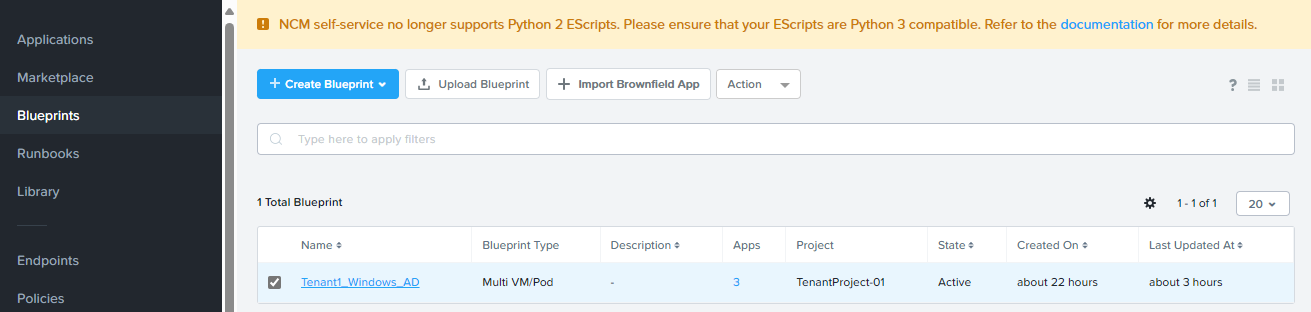 NCM self-service no longer supports Python 2 EScripts. Please ensure that your EScripts are Python 3 compatible. Refer to the documentation for more details.
Applications
Marketplace
Blueprints
Runbooks
Library
Endpoints
Policies
+ Create Blueprint
Upload Blueprint
+ Import Brownfield App
Action
?
Type here to apply filters
1 Total Blueprint
1 - 1 of 1
20
Name Blueprint Type Description Apps Project State Created On Last Updated At
Tenant1_Windows_AD Multi VM/Pod - 3 TenantProject-01 Active about 22 hours about 3 hours